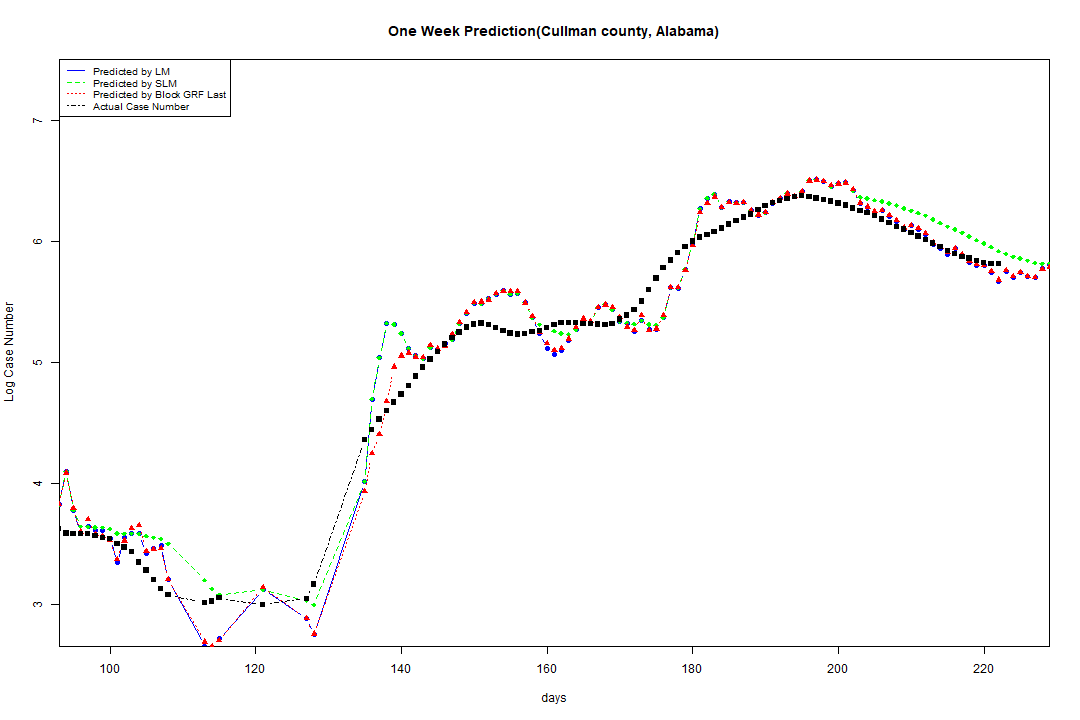 One Week Prediction(Cullman county, Alabama)
Predicted by LM
Predicted by SLM
Predicted by Block GRF Last
Actual Case Number
7
6
5
4
3
Log Case Number
100 120 140 160 180 200 220
days